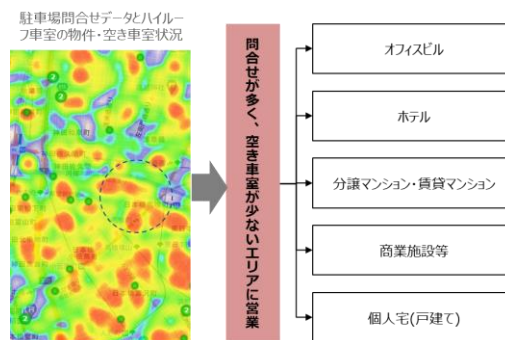 駐車場問合せデータとハイルー
フ車室の物件・空き車室状況
問合せが多く、空き車室が少ないエリアに営業
オフィスビル
ホテル
分譲マンション・賃貸マンション
商業施設等
個人宅(戸建て)
2
2
2
2